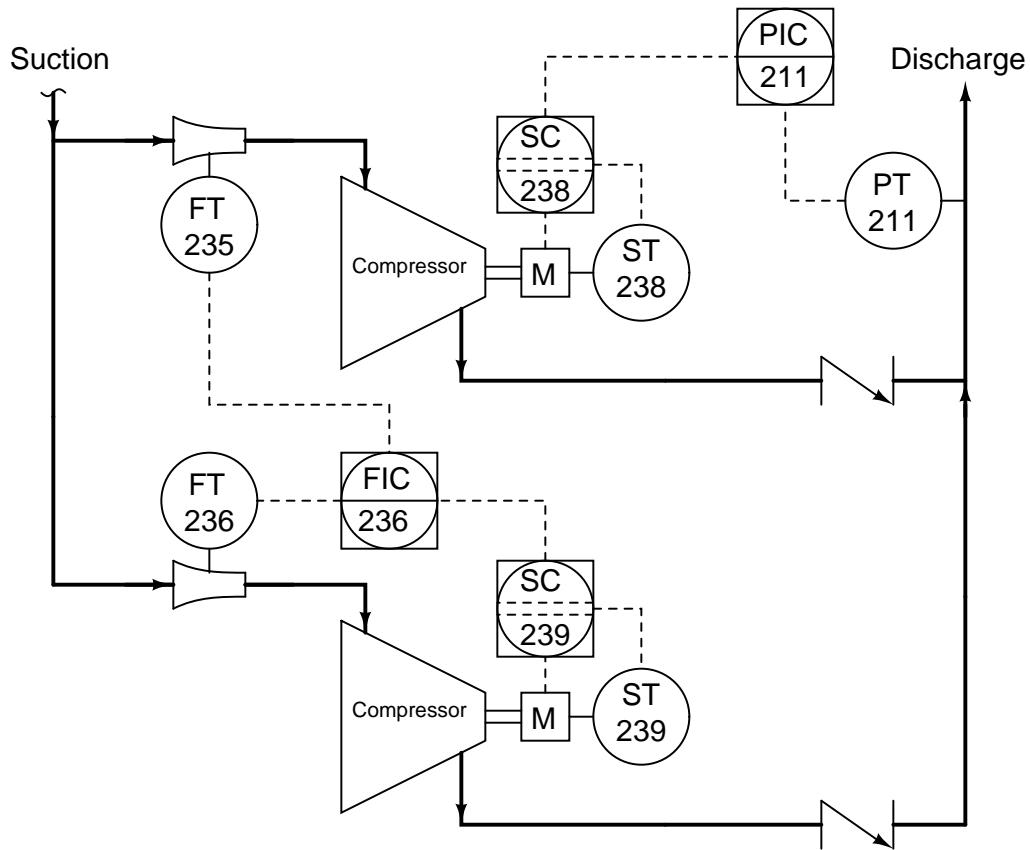 Suction
PIC
211
Discharge
SC
238
FT
235
PT
211
ST
238
Compressor
M
FT
236
FIC
236
SC
239
ST
239
Compressor
M